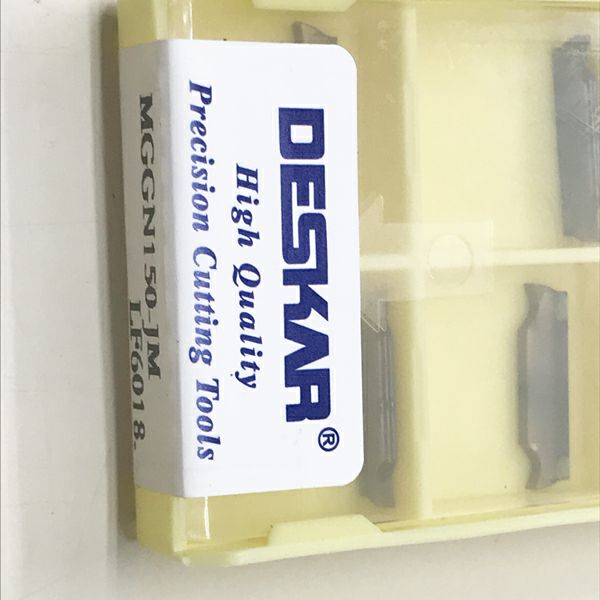 DESKAR®
High Quality
Precision Cutting Tools
MGGN150-JM
LF6018